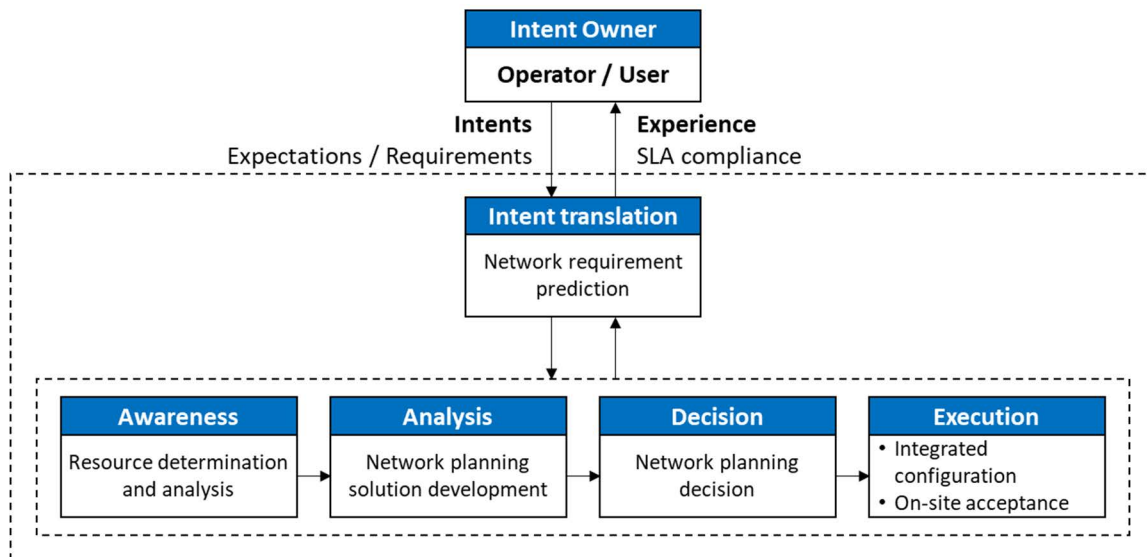 Intent Owner
Operator / User
Intents
Expectations / Requirements
Experience
SLA compliance
Intent translation
Network requirement
prediction
Awareness
Resource determination
and analysis
Analysis
Network planning
solution development
Decision
Network planning
decision
Execution
• Integrated
configuration
• On-site acceptance